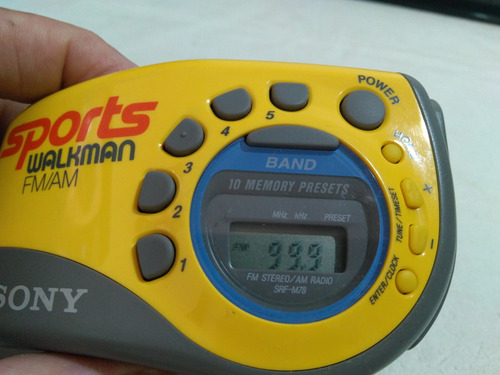 sports
WALKMAN
FM/AM
SONY
1
2
3
4
5
POWER
BAND
10 MEMORY PRESETS
MHz kHz PRESET
99.9
FM STEREO/AM RADIO
SRF-M78
+
TUNE/TIMESET
−
ENTER/CLOCK